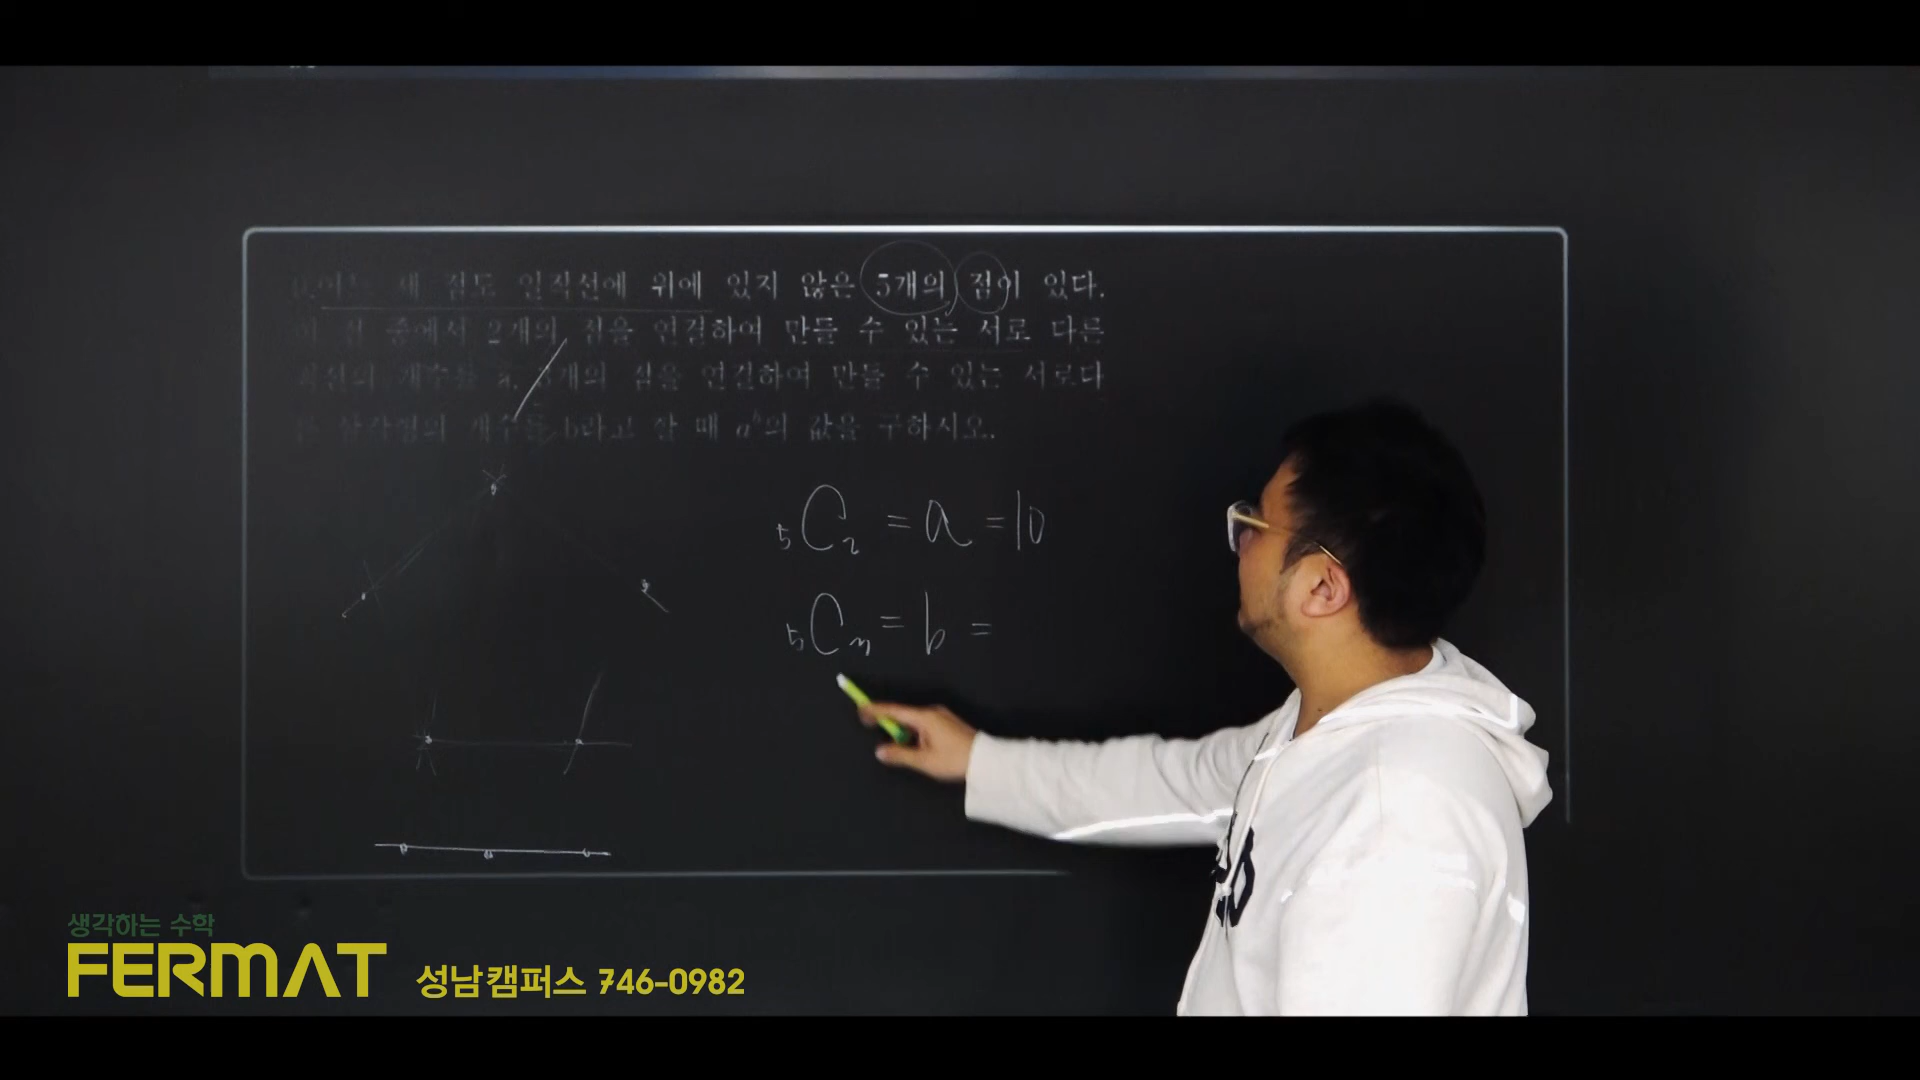 어느 세 점도 일직선에 위에 있지 않은 5개의 점이 있다.
이 점 중에서 2개의 점을 연결하여 만들 수 있는 서로 다른
직선의 개수를 a, 3개의 점을 연결하여 만들 수 있는 서로다
른 삼각형의 개수를 b라고 할 때 a^b의 값을 구하시오.
5C2 = a = 10
5C3 = b =
생각하는 수학
FERMAT 성남캠퍼스 746-0982